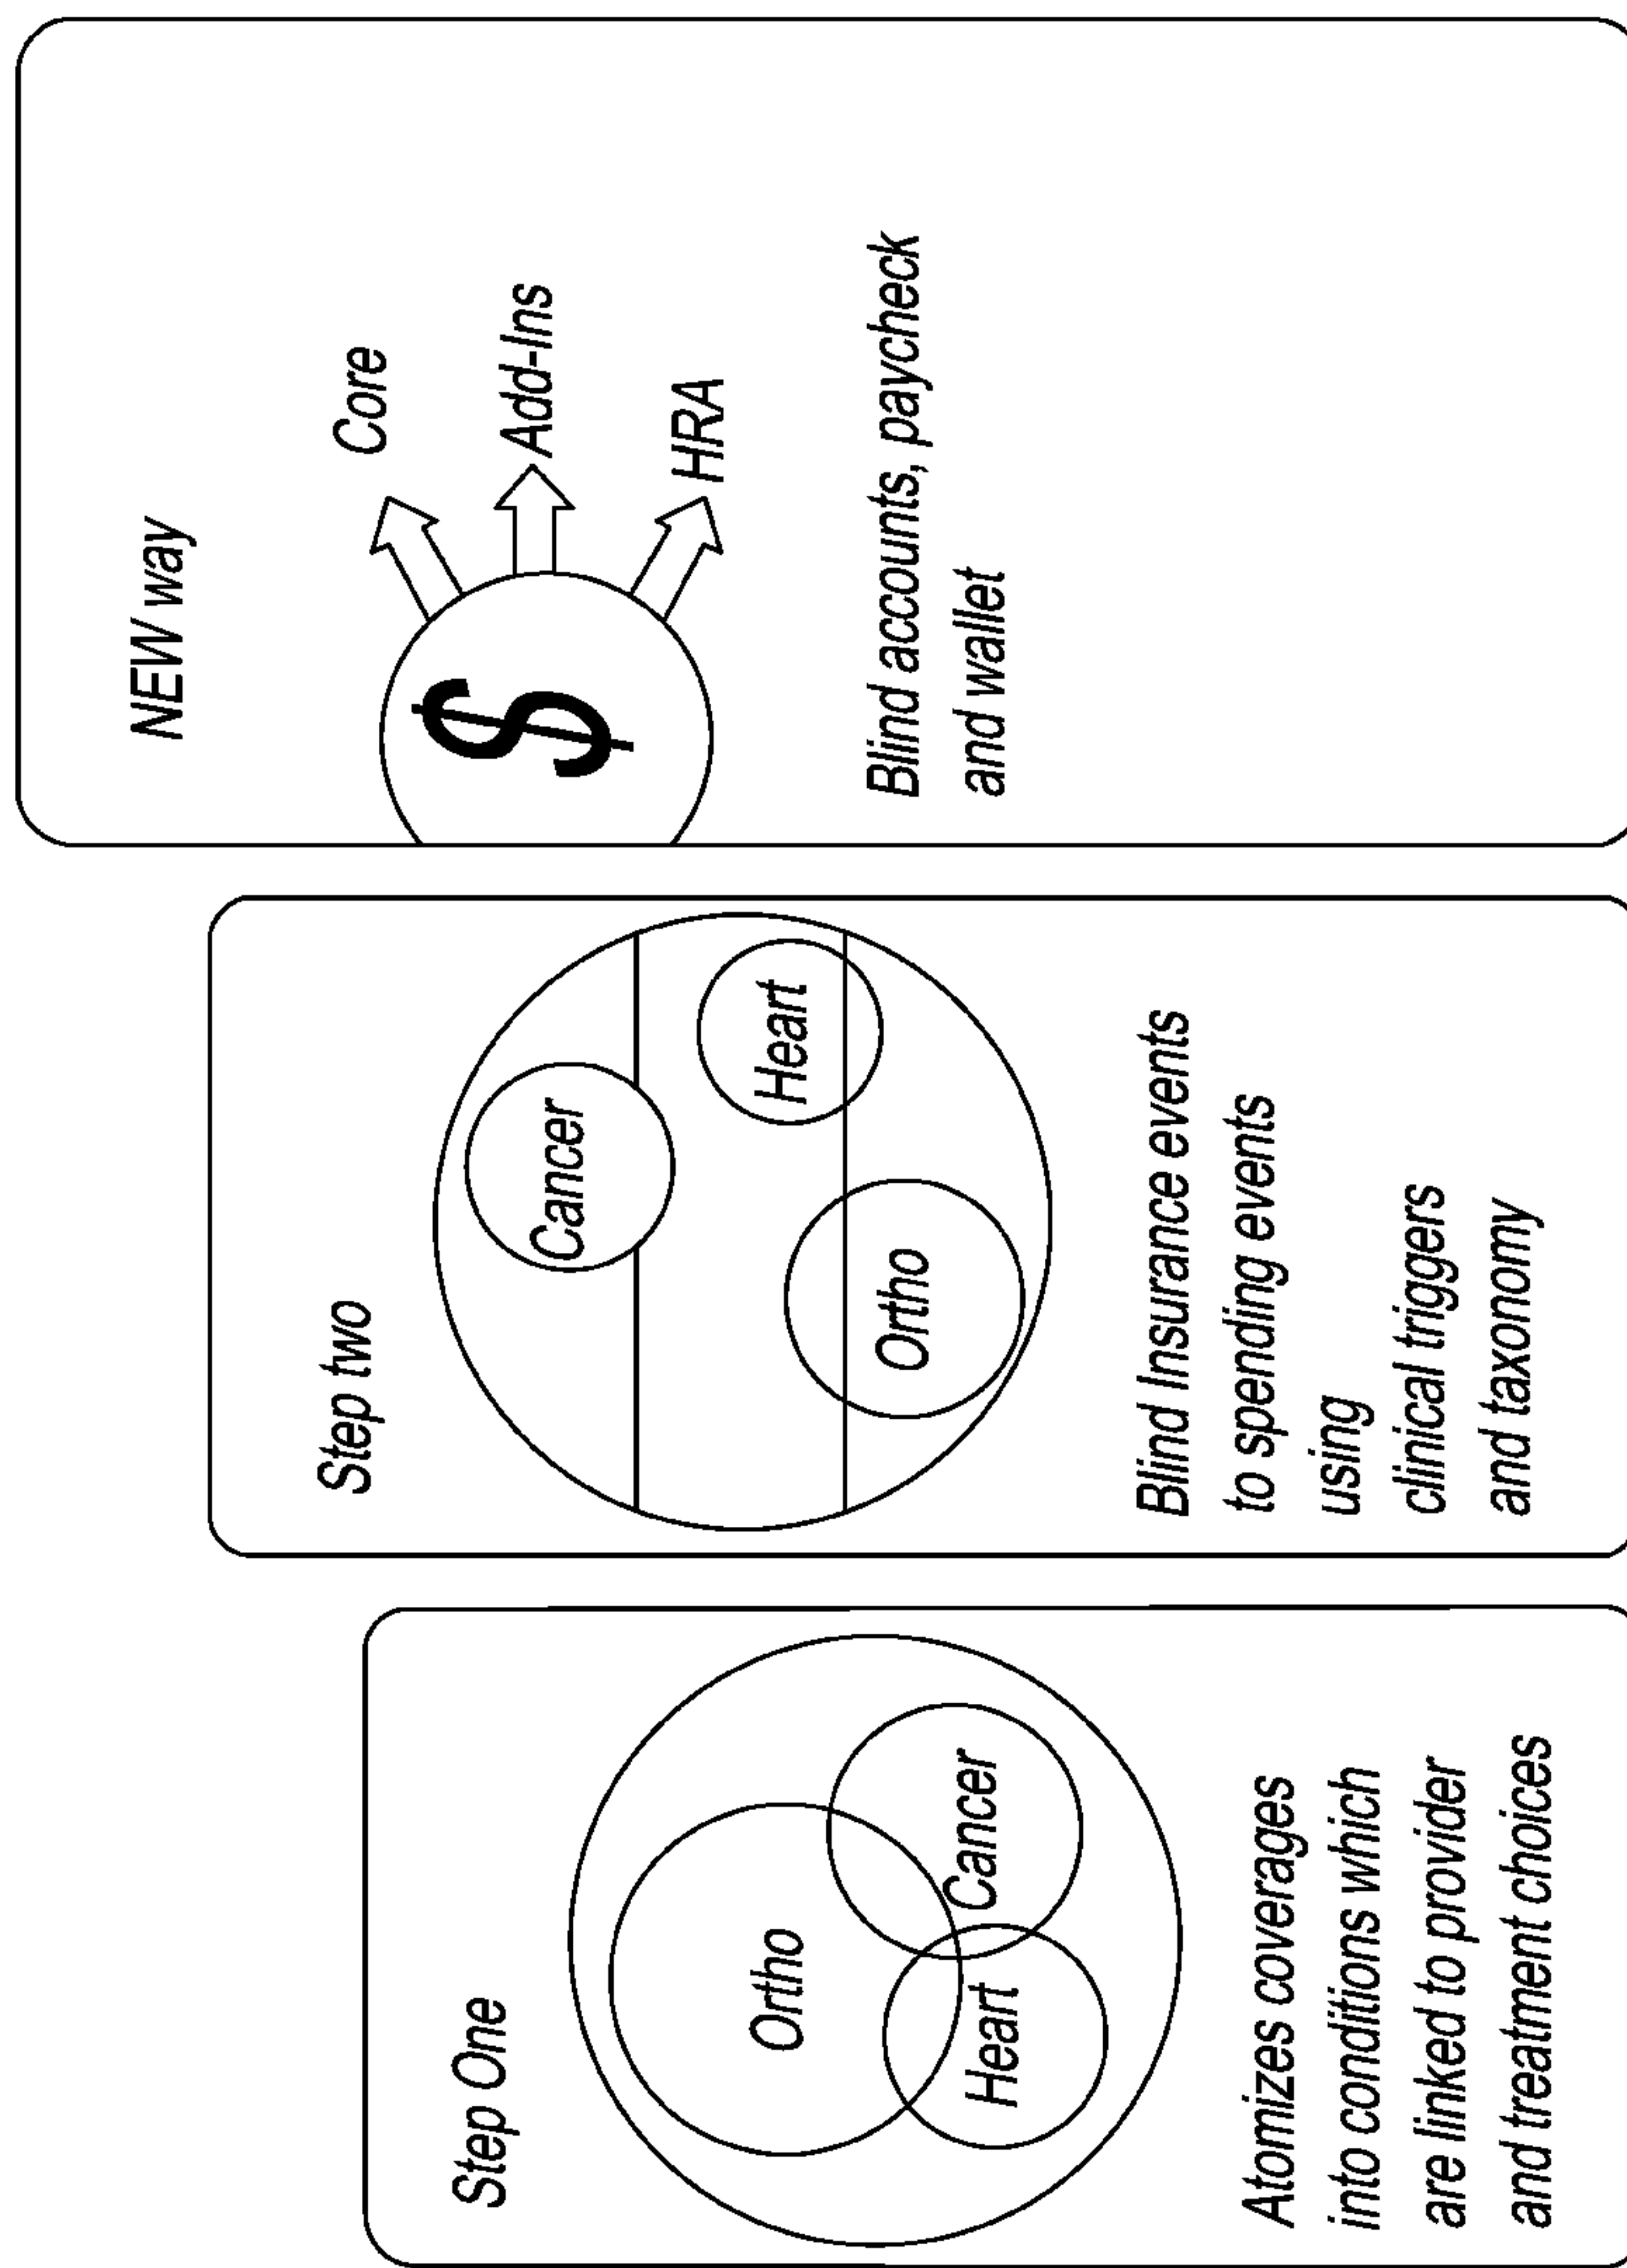 Step One
Ortho
Heart
Cancer
Atomizes coverages
into conditions which
are linked to provider
and treatment choices
Step two
Cancer
Heart
Ortho
Blind Insurance events
to spending events
using
clinical triggers
and taxonomy
NEW way
$
Core
Add-Ins
HRA
Blind accounts, paycheck
and wallet